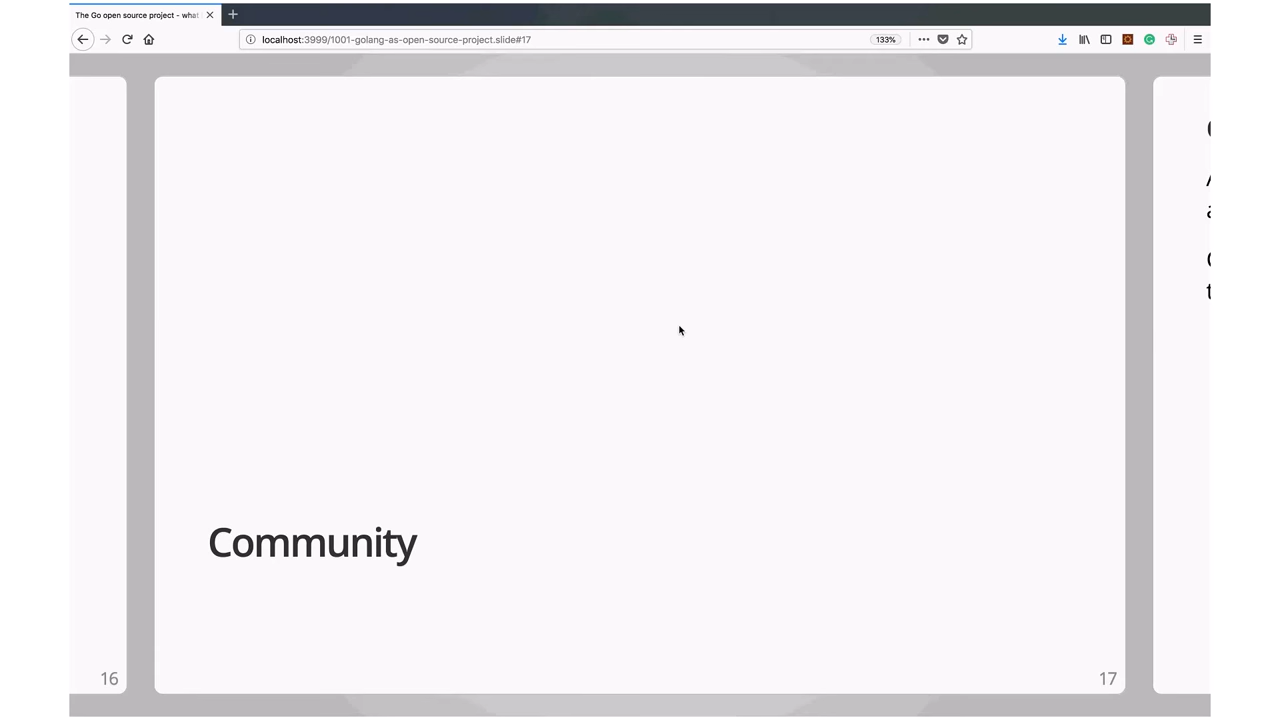 The Go open source project - what
localhost:3999/1001-golang-as-open-source-project.slide#17
133%
Community
16
17